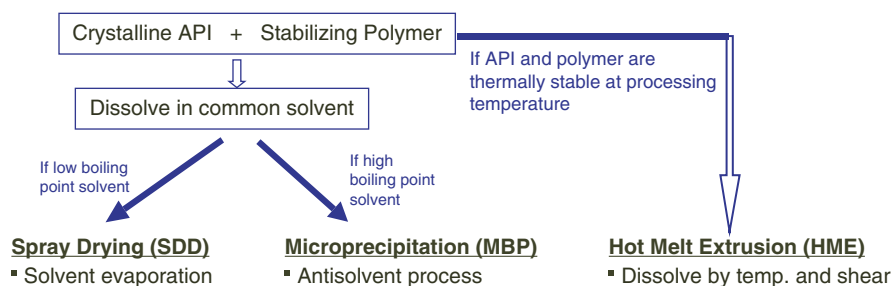 Crystalline API + Stabilizing Polymer
If API and polymer are
thermally stable at processing
temperature
Dissolve in common solvent
If low boiling
point solvent
If high
boiling point
solvent
Spray Drying (SDD)
▪ Solvent evaporation
Microprecipitation (MBP)
▪ Antisolvent process
Hot Melt Extrusion (HME)
▪ Dissolve by temp. and shear